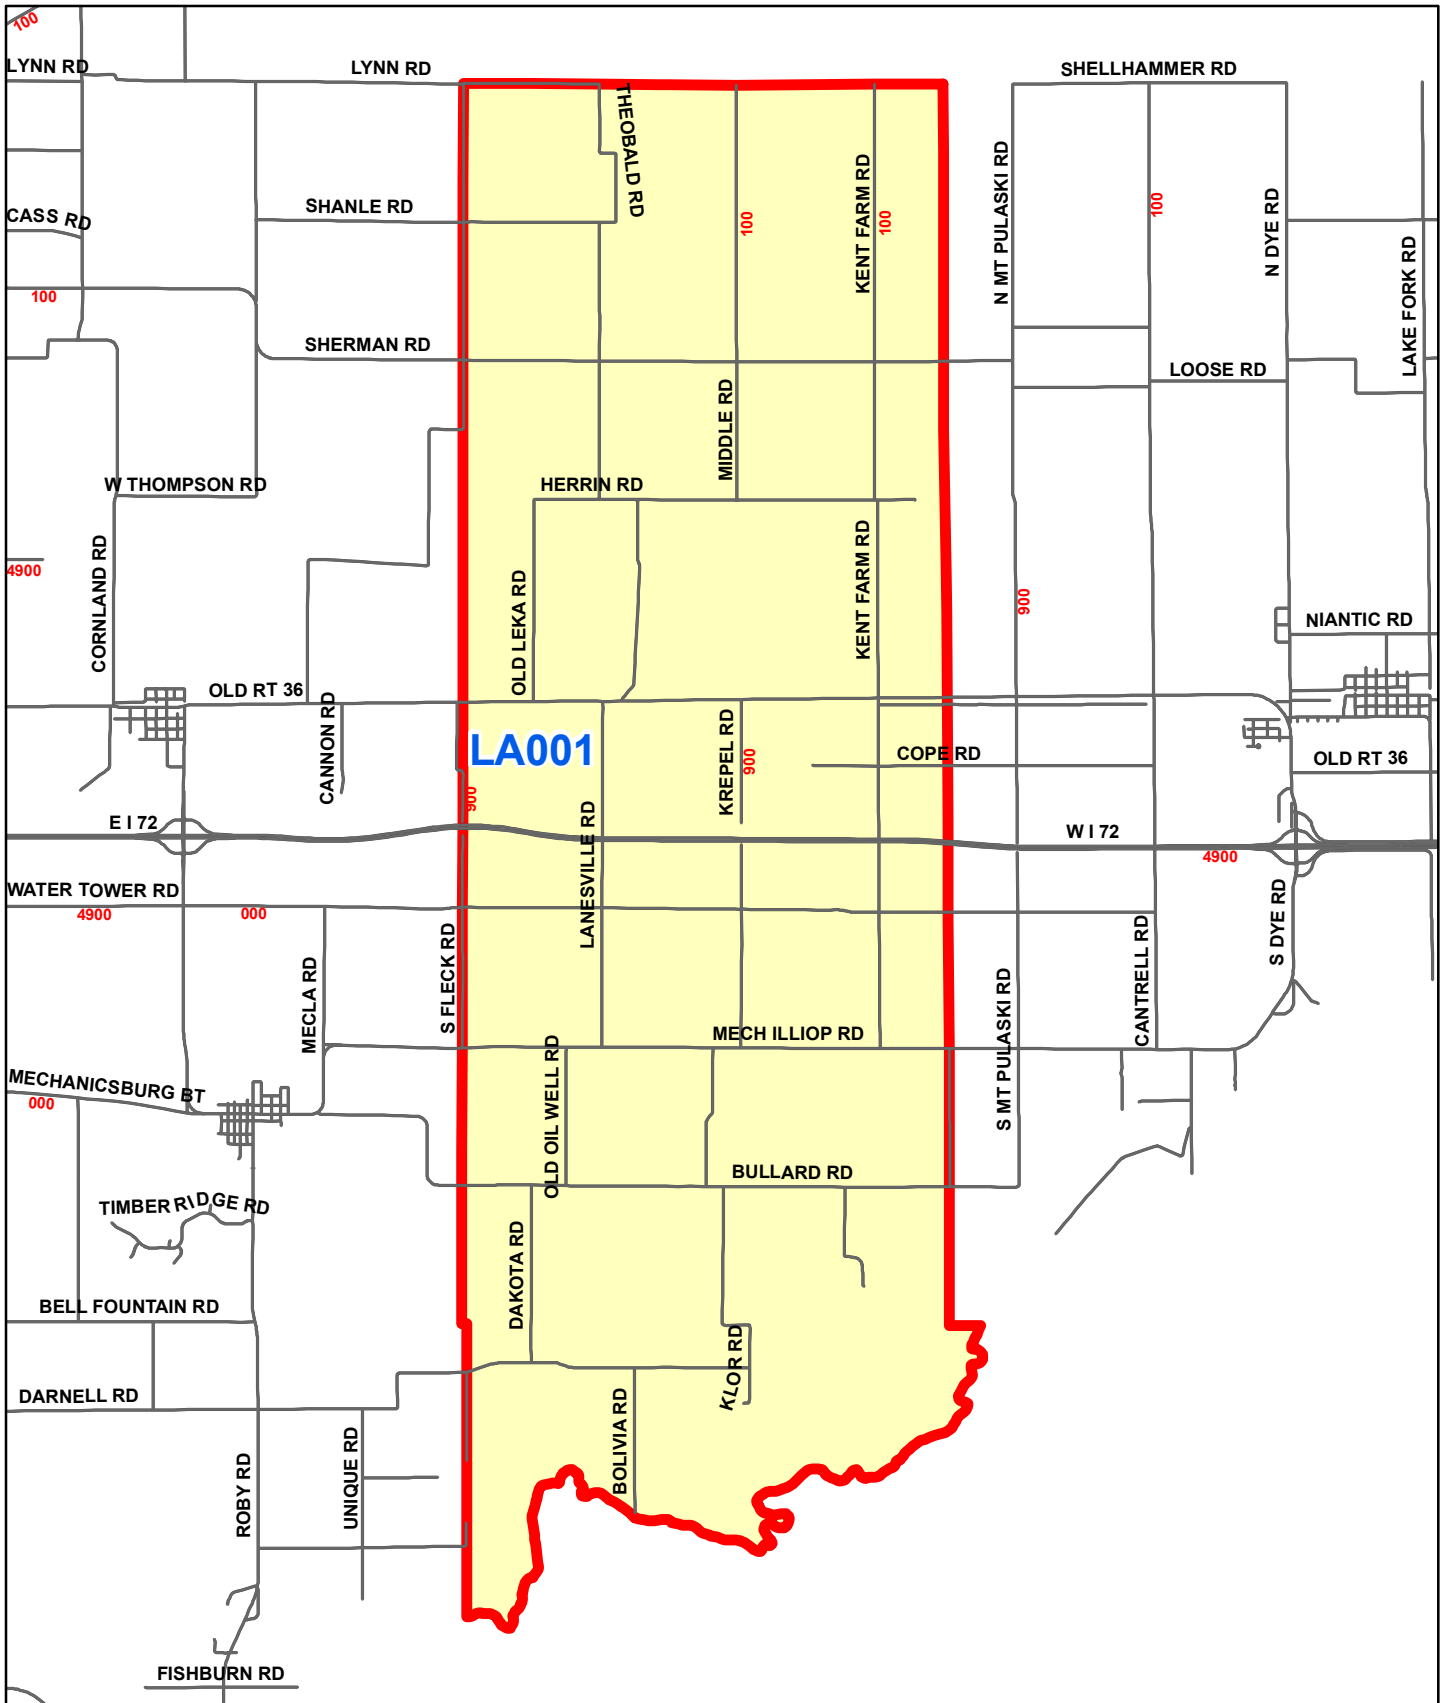 100
LYNN RD
LYNN RD
SHELLHAMMER RD
THEOBALD RD
N MT PULASKI RD
KENT FARM RD
100
100
100
N DYE RD
CASS RD
SHANLE RD
LAKE FORK RD
100
SHERMAN RD
LOOSE RD
MIDDLE RD
W THOMPSON RD
HERRIN RD
CORNLAND RD
4900
OLD LEKA RD
KENT FARM RD
900
NIANTIC RD
OLD RT 36
CANNON RD
LA001
KREPEL RD
900
COPE RD
OLD RT 36
900
E I 72
LANESVILLE RD
W I 72
4900
WATER TOWER RD
4900
000
S FLECK RD
MECLA RD
S DYE RD
CANTRELL RD
S MT PULASKI RD
MECH ILLIOP RD
MECHANICSBURG BT
000
OLD OIL WELL RD
BULLARD RD
TIMBER RIDGE RD
DAKOTA RD
BELL FOUNTAIN RD
KLOR RD
DARNELL RD
BOLIVIA RD
UNIQUE RD
ROBY RD
FISHBURN RD